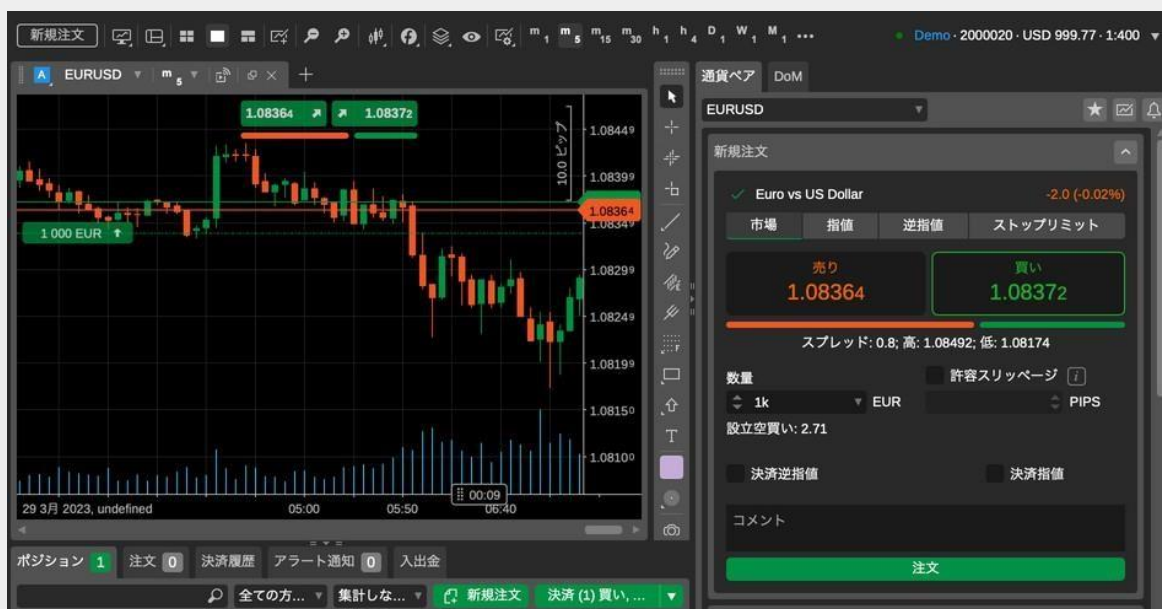 新規注文
m1 m5 m15 m30 h1 h4 D1 W1 M1 •••
Demo · 2000020 · USD 999.77 · 1:400
A EURUSD m5
1.08364 1.08372
10.0 ピップ
1.08449
1.08399
1.08364
1.08349
1.08299
1.08249
1.08199
1.08150
1.08100
1 000 EUR
00:09
29 3月 2023, undefined 05:00 05:50 06:40
F
T
通貨ペア DoM
EURUSD
新規注文
Euro vs US Dollar -2.0 (-0.02%)
市場 指値 逆指値 ストップリミット
売り 買い
1.08364 1.08372
スプレッド: 0.8; 高: 1.08492; 低: 1.08174
数量 許容スリッページ i
1k EUR PIPS
設立空買い: 2.71
決済逆指値 決済指値
コメント
注文
ポジション 1 注文 0 決済履歴 アラート通知 0 入出金
全ての方... 集計しな... 新規注文 決済 (1) 買い, ...